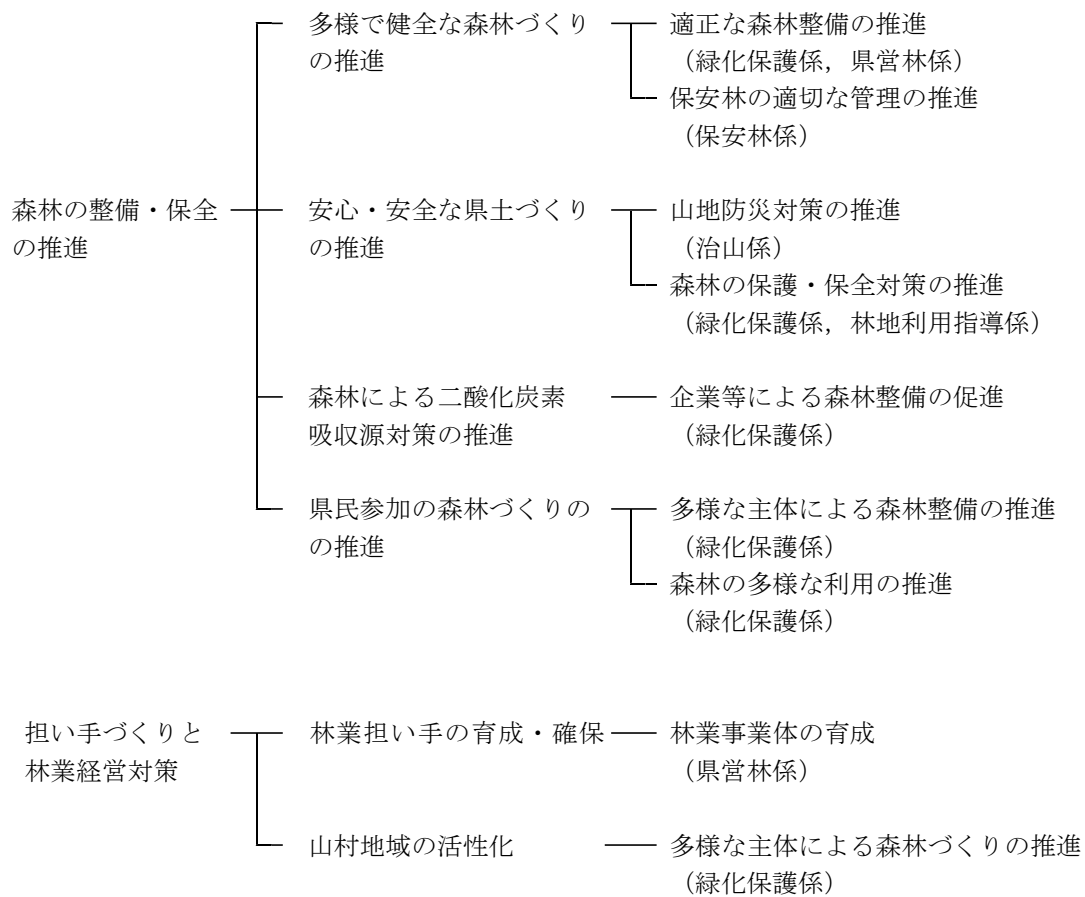 多様で健全な森林づくり
の推進
適正な森林整備の推進
（緑化保護係，県営林係）
保安林の適切な管理の推進
（保安林係）
森林の整備・保全
の推進
安心・安全な県土づくり
の推進
山地防災対策の推進
（治山係）
森林の保護・保全対策の推進
（緑化保護係，林地利用指導係）
森林による二酸化炭素
吸収源対策の推進
企業等による森林整備の促進
（緑化保護係）
県民参加の森林づくりの
の推進
多様な主体による森林整備の推進
（緑化保護係）
森林の多様な利用の推進
（緑化保護係）
担い手づくりと
林業経営対策
林業担い手の育成・確保
林業事業体の育成
（県営林係）
山村地域の活性化
多様な主体による森林づくりの推進
（緑化保護係）